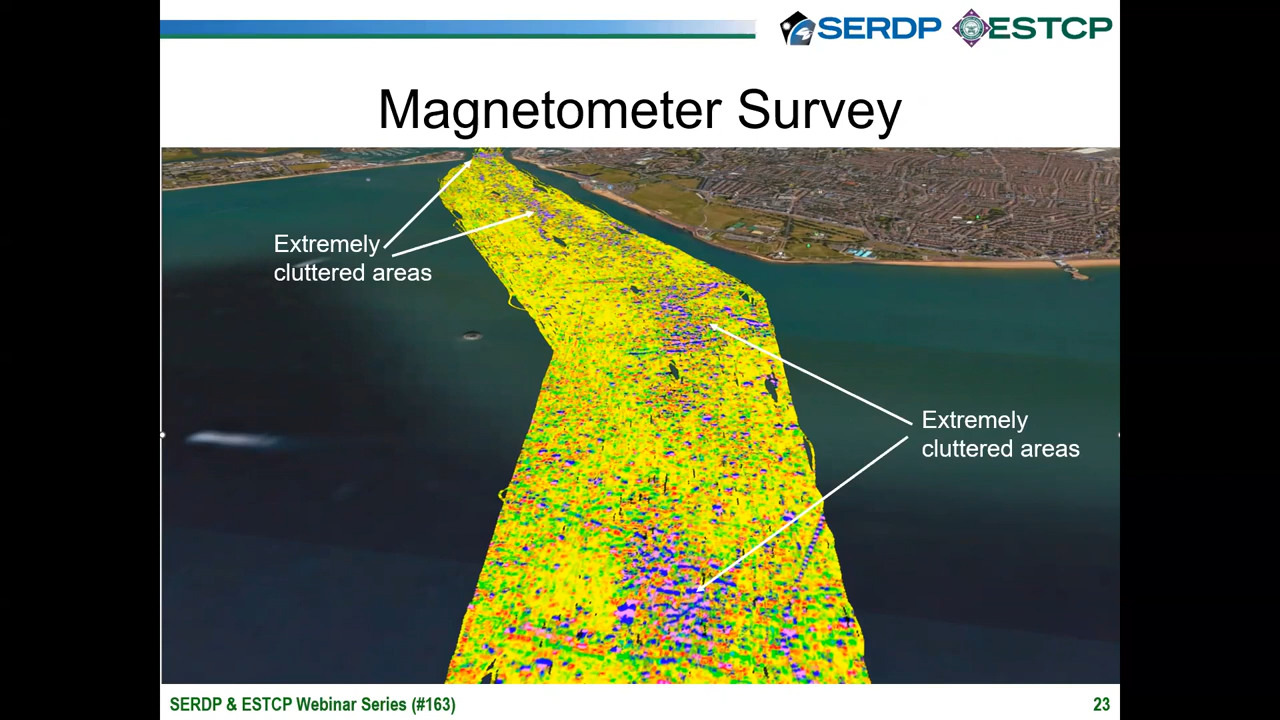 SERDP ESTCP
Magnetometer Survey
Extremely
cluttered areas
Extremely
cluttered areas
SERDP & ESTCP Webinar Series (#163)
23